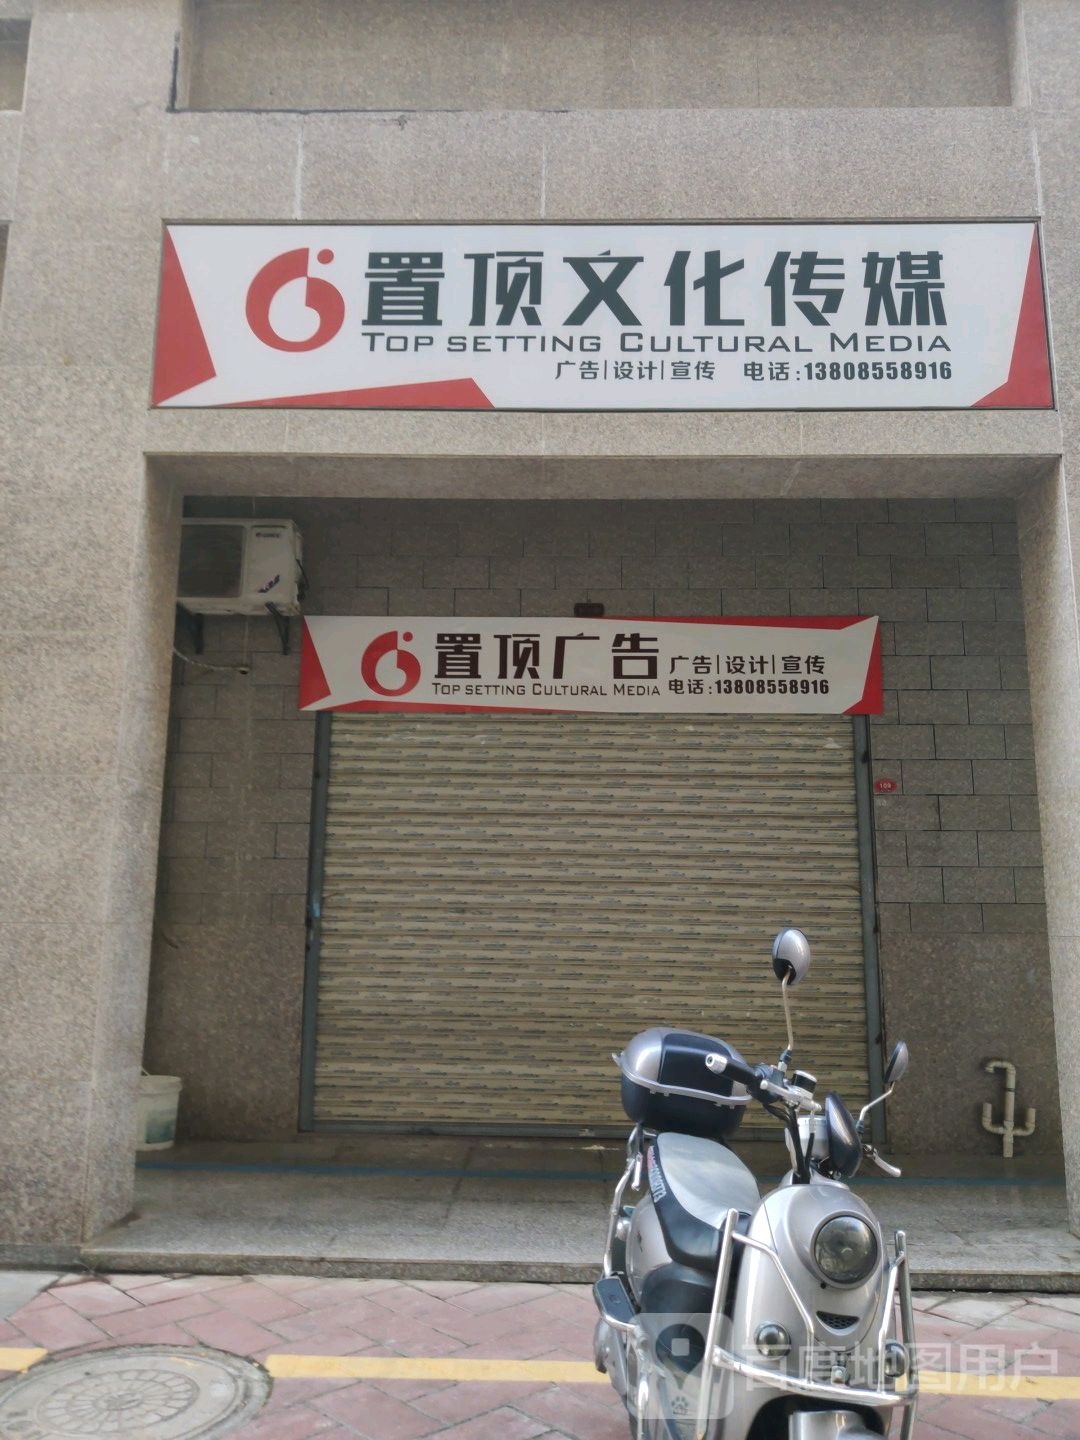 置顶文化传媒
TOP SETTING CULTURAL MEDIA
广告|设计|宣传 电话:13808558916
置顶广告
TOP SETTING CULTURAL MEDIA
广告|设计|宣传
电话:13808558916
109
百度地图用户